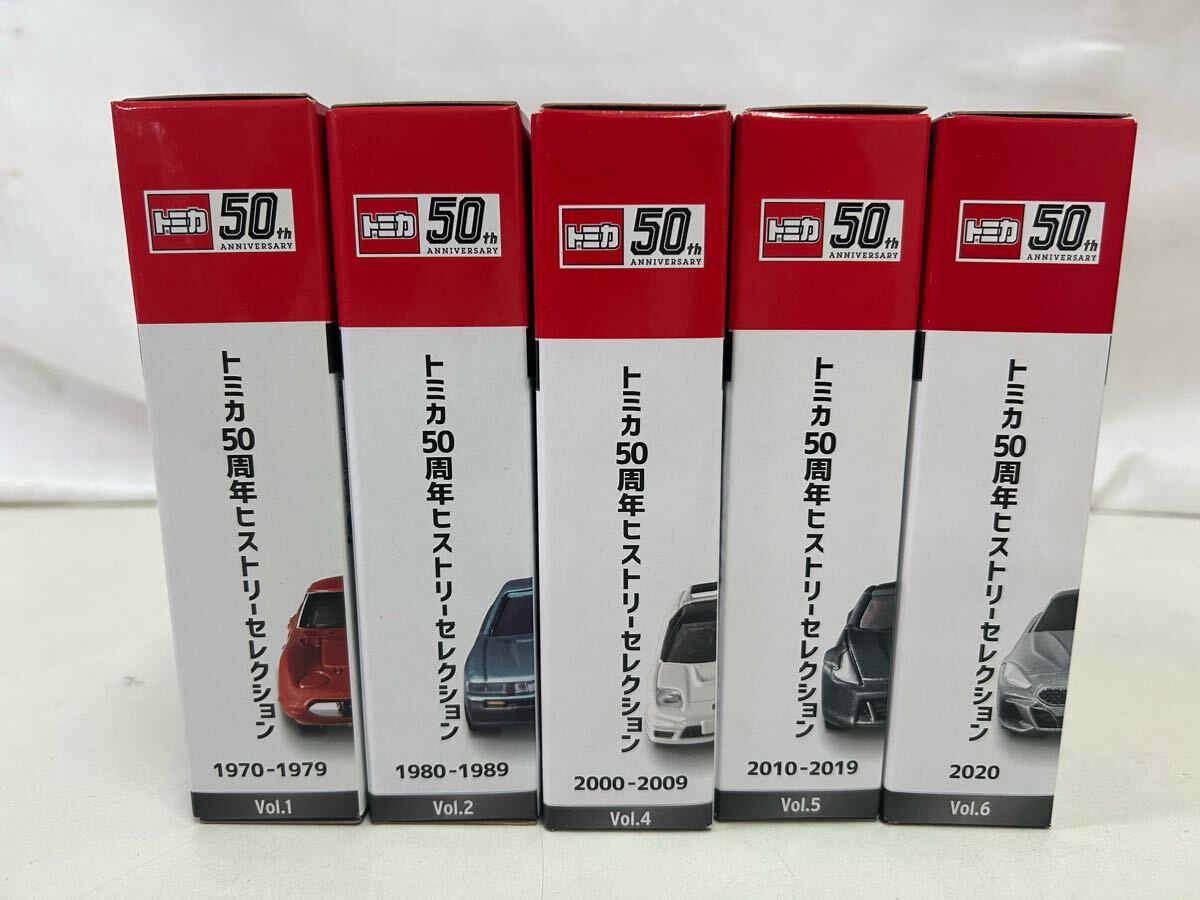 トミカ
50th
ANNIVERSARY
トミカ50周年ヒストリーセレクション
1970-1979
Vol.1
トミカ
50th
ANNIVERSARY
トミカ50周年ヒストリーセレクション
1980-1989
Vol.2
トミカ
50th
ANNIVERSARY
トミカ50周年ヒストリーセレクション
2000-2009
Vol.4
トミカ
50th
ANNIVERSARY
トミカ50周年ヒストリーセレクション
2010-2019
Vol.5
トミカ
50th
ANNIVERSARY
トミカ50周年ヒストリーセレクション
2020
Vol.6